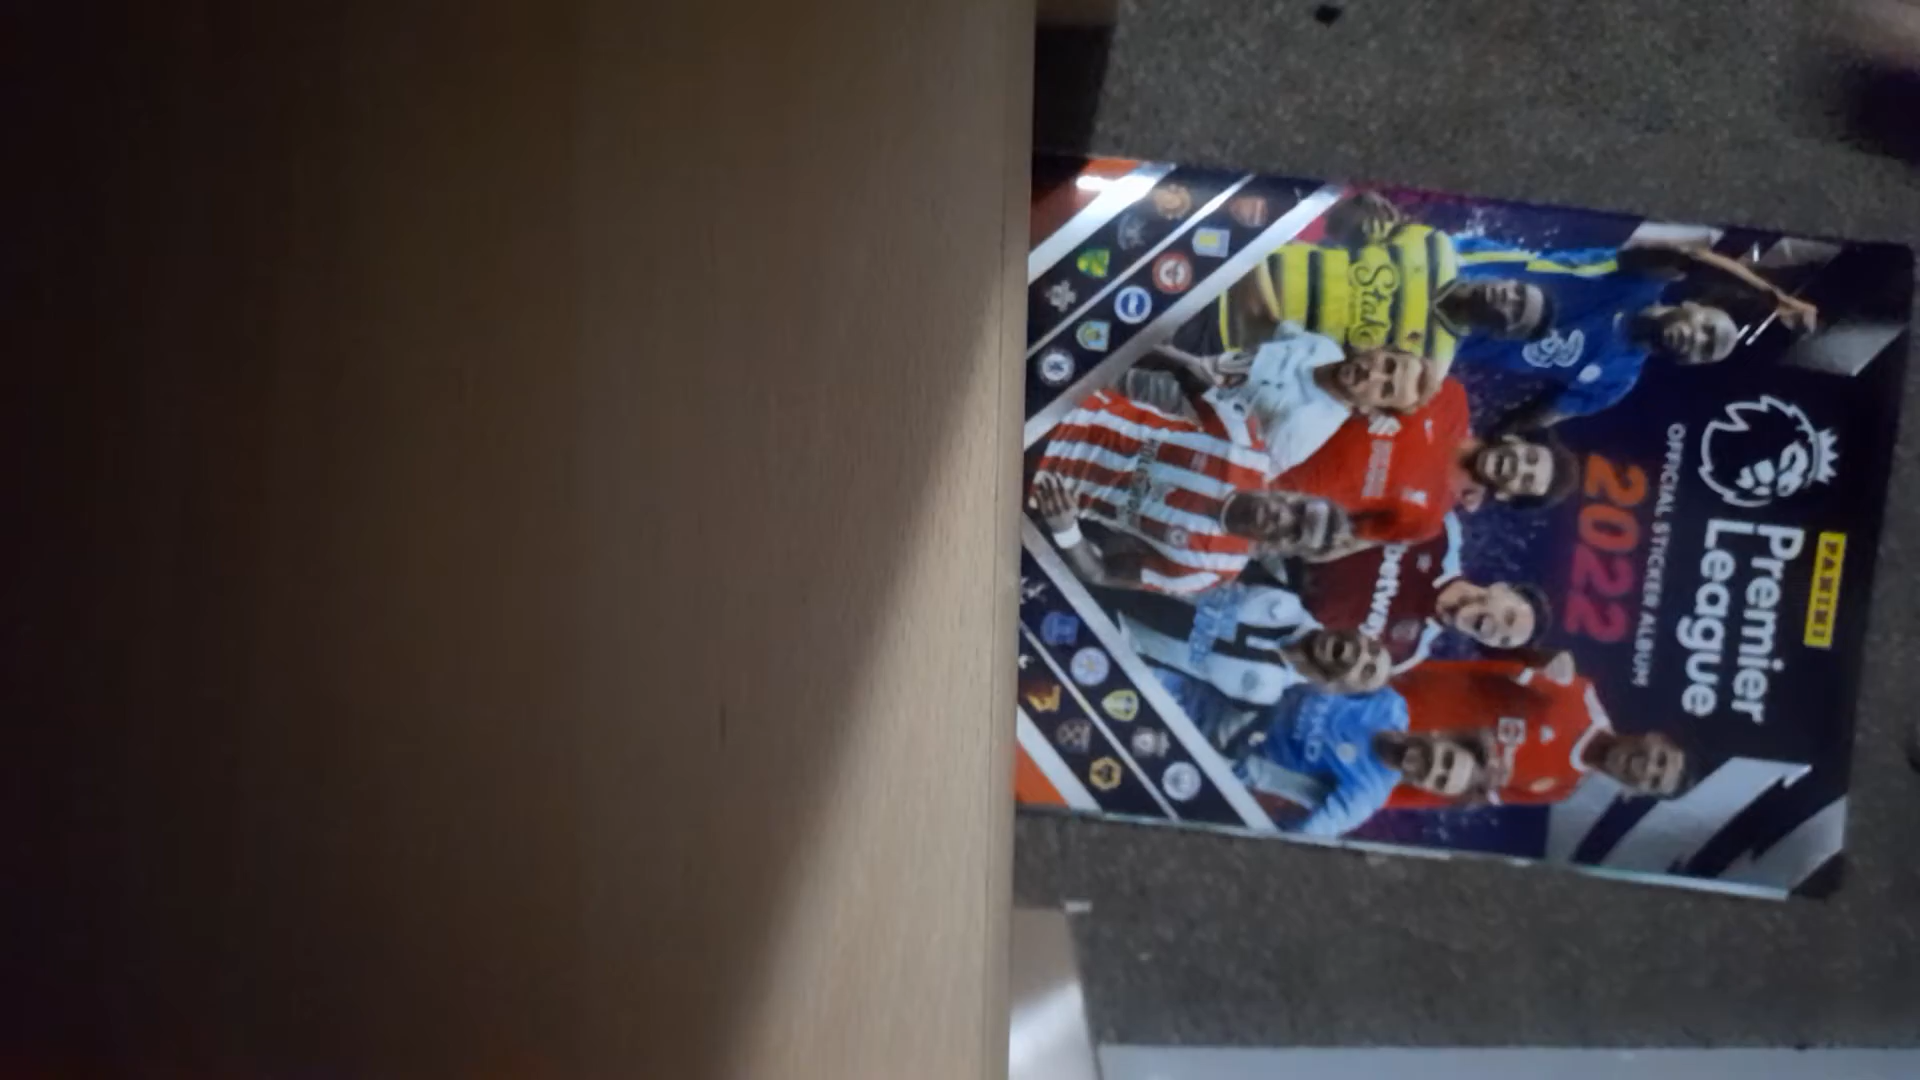 PANINI
Premier
League
OFFICIAL STICKER ALBUM
2022
Stake
betway